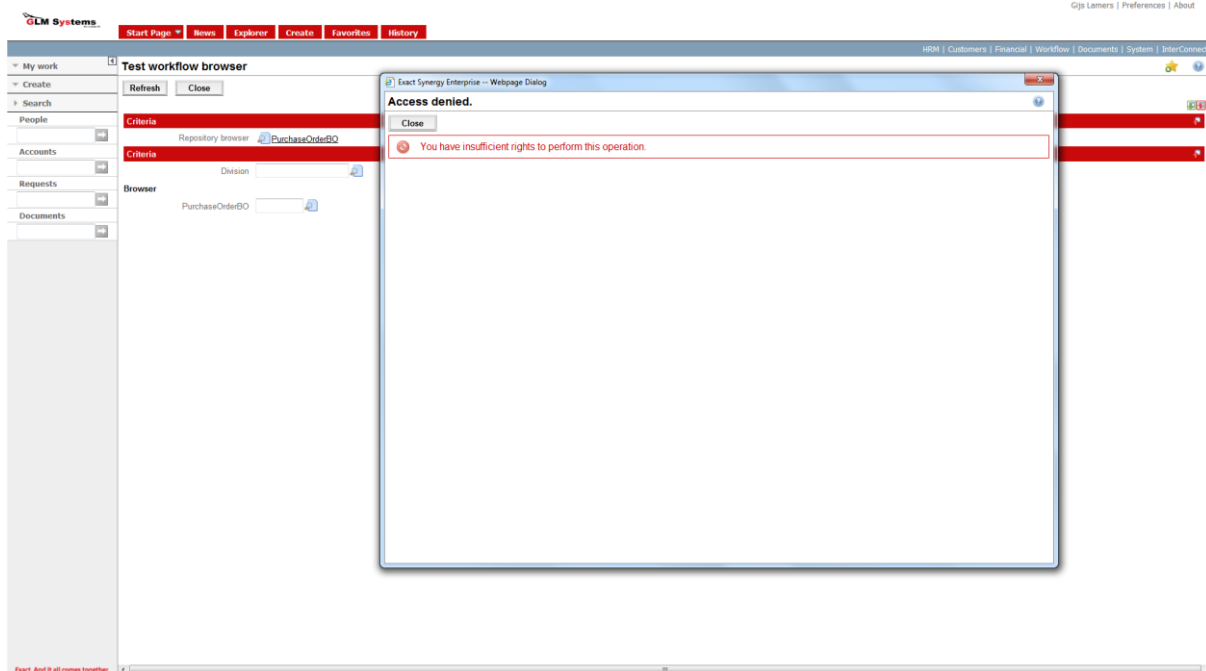 Gijs Lamers | Preferences | About
GLM Systems
Start Page News Explorer Create Favorites History
HRM | Customers | Financial | Workflow | Documents | System | InterConnec
My work
Create
Search
People
Accounts
Requests
Documents
Test workflow browser
Refresh Close
Criteria
Repository browser PurchaseOrderBO
Criteria
Division
Browser
PurchaseOrderBO
Exact Synergy Enterprise -- Webpage Dialog
Access denied.
Close
You have insufficient rights to perform this operation.
Exact. And it all comes together.